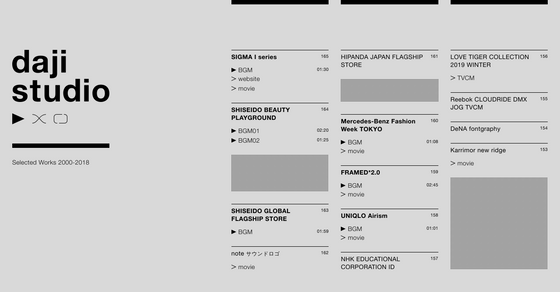 daji
studio
Selected Works 2000-2018
SIGMA I series 165
▶ BGM 01:30
> website
> movie
SHISEIDO BEAUTY 164
PLAYGROUND
▶ BGM01 02:20
▶ BGM02 01:25
SHISEIDO GLOBAL 163
FLAGSHIP STORE
▶ BGM 01:59
note サウンドロゴ 162
> movie
HIPANDA JAPAN FLAGSHIP 161
STORE
Mercedes-Benz Fashion 160
Week TOKYO
▶ BGM 01:08
> movie
FRAMED*2.0 159
▶ BGM 02:45
> movie
UNIQLO Airism 158
▶ BGM 01:01
> movie
NHK EDUCATIONAL 157
CORPORATION ID
LOVE TIGER COLLECTION 156
2019 WINTER
> TVCM
Reebok CLOUDRIDE DMX 155
JOG TVCM
DeNA fontgraphy 154
Karrimor new ridge 153
> movie